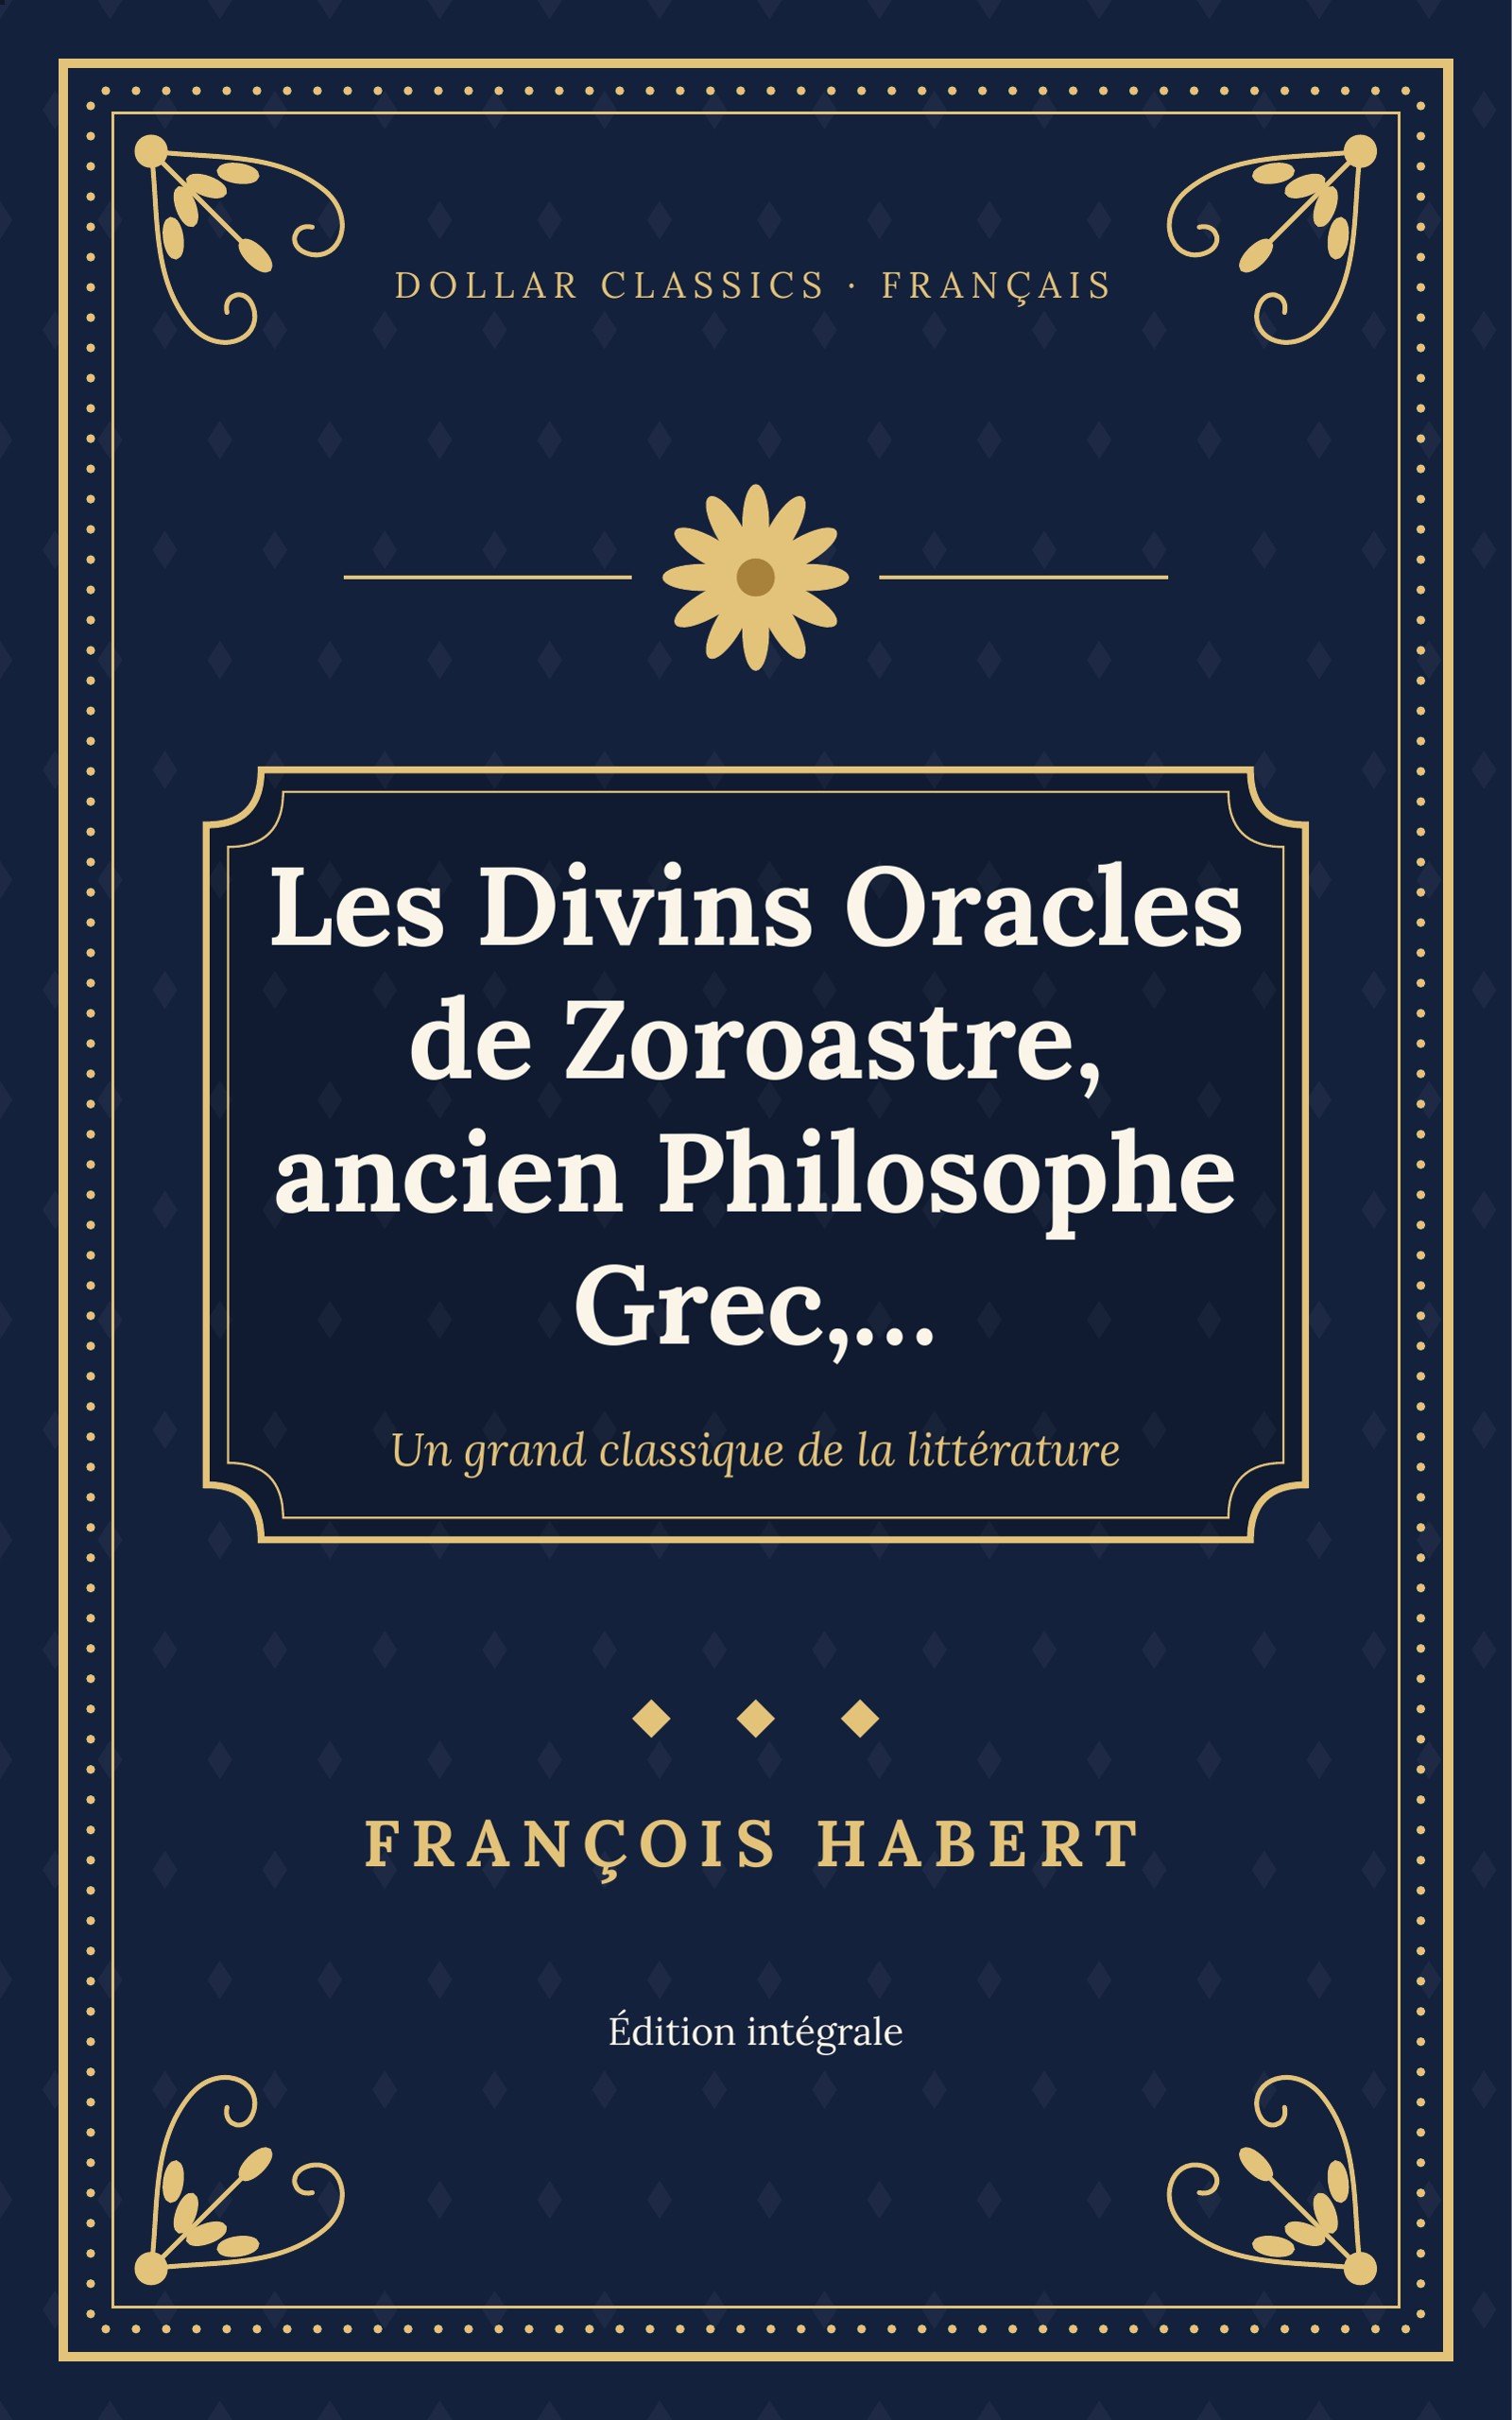 DOLLAR CLASSICS · FRANÇAIS
Les Divins Oracles
de Zoroastre,
ancien Philosophe
Grec,...
Un grand classique de la littérature
FRANÇOIS HABERT
Édition intégrale